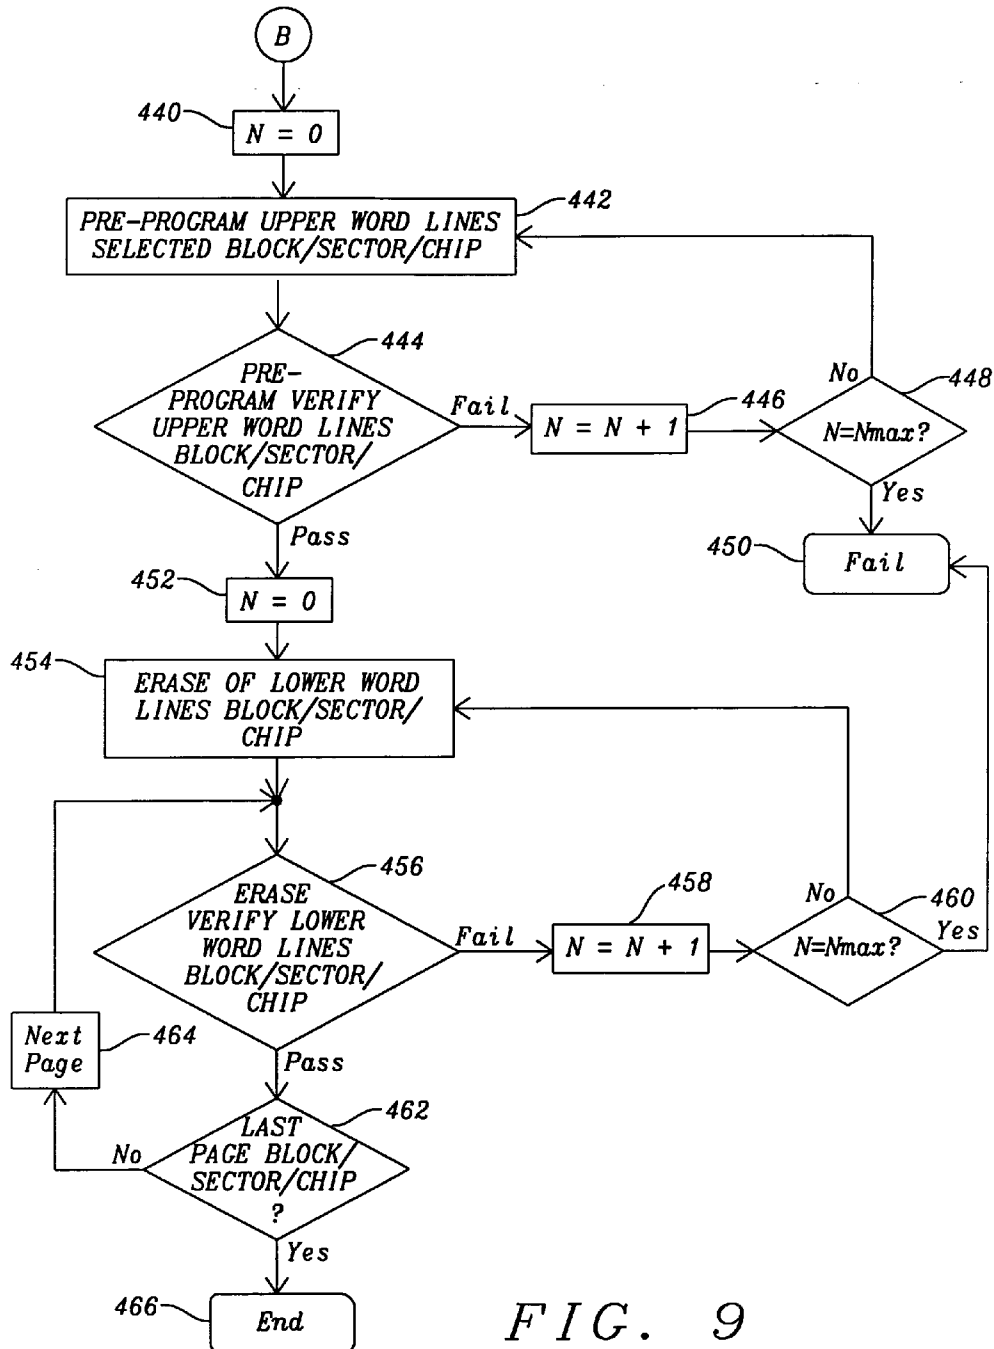 B
440
N = 0
442
PRE-PROGRAM UPPER WORD LINES
SELECTED BLOCK/SECTOR/CHIP
444
PRE-
PROGRAM VERIFY
UPPER WORD LINES
BLOCK/SECTOR/
CHIP
Fail
N = N + 1
446
No
448
N=Nmax?
Yes
450
Fail
Pass
452
N = 0
454
ERASE OF LOWER WORD
LINES BLOCK/SECTOR/
CHIP
456
ERASE
VERIFY LOWER
WORD LINES
BLOCK/SECTOR/
CHIP
Fail
458
N = N + 1
No
460
N=Nmax?
Yes
Next
Page
464
Pass
462
LAST
PAGE BLOCK/
SECTOR/CHIP
?
No
Yes
466
End
FIG. 9